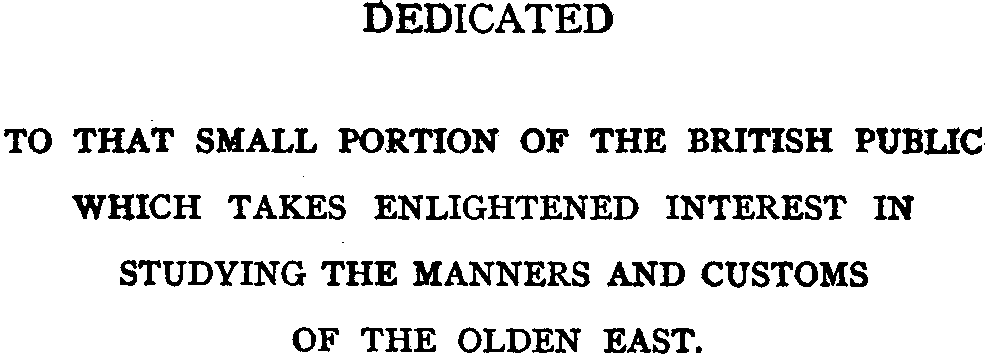 DEDICATED
TO THAT SMALL PORTION OF THE BRITISH PUBLIC
WHICH TAKES ENLIGHTENED INTEREST IN
STUDYING THE MANNERS AND CUSTOMS
OF THE OLDEN EAST.